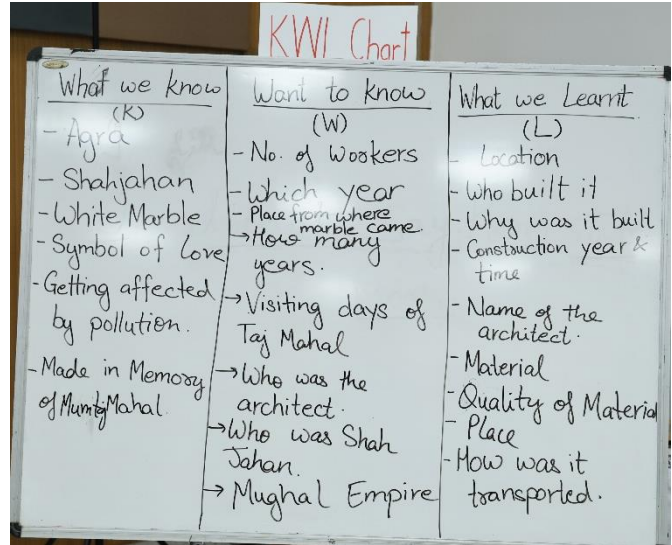 KWL Chart
What we know
(K)
- Agra
- Shahjahan
- White Marble
- Symbol of Love
- Getting affected
by pollution.
- Made in Memory
of Mumtaj Mahal.
Want to know
(W)
- No. of Workers
- Which year
- Place from where
marble came.
→ How many
years.
→ Visiting days of
Taj Mahal
→ Who was the
architect.
→ Who was Shah
Jahan.
→ Mughal Empire
What we Learnt
(L)
- Location
- Who built it
- Why was it built
- Construction year &
time
- Name of the
architect.
- Material
- Quality of Material
- Place
- How was it
transported.